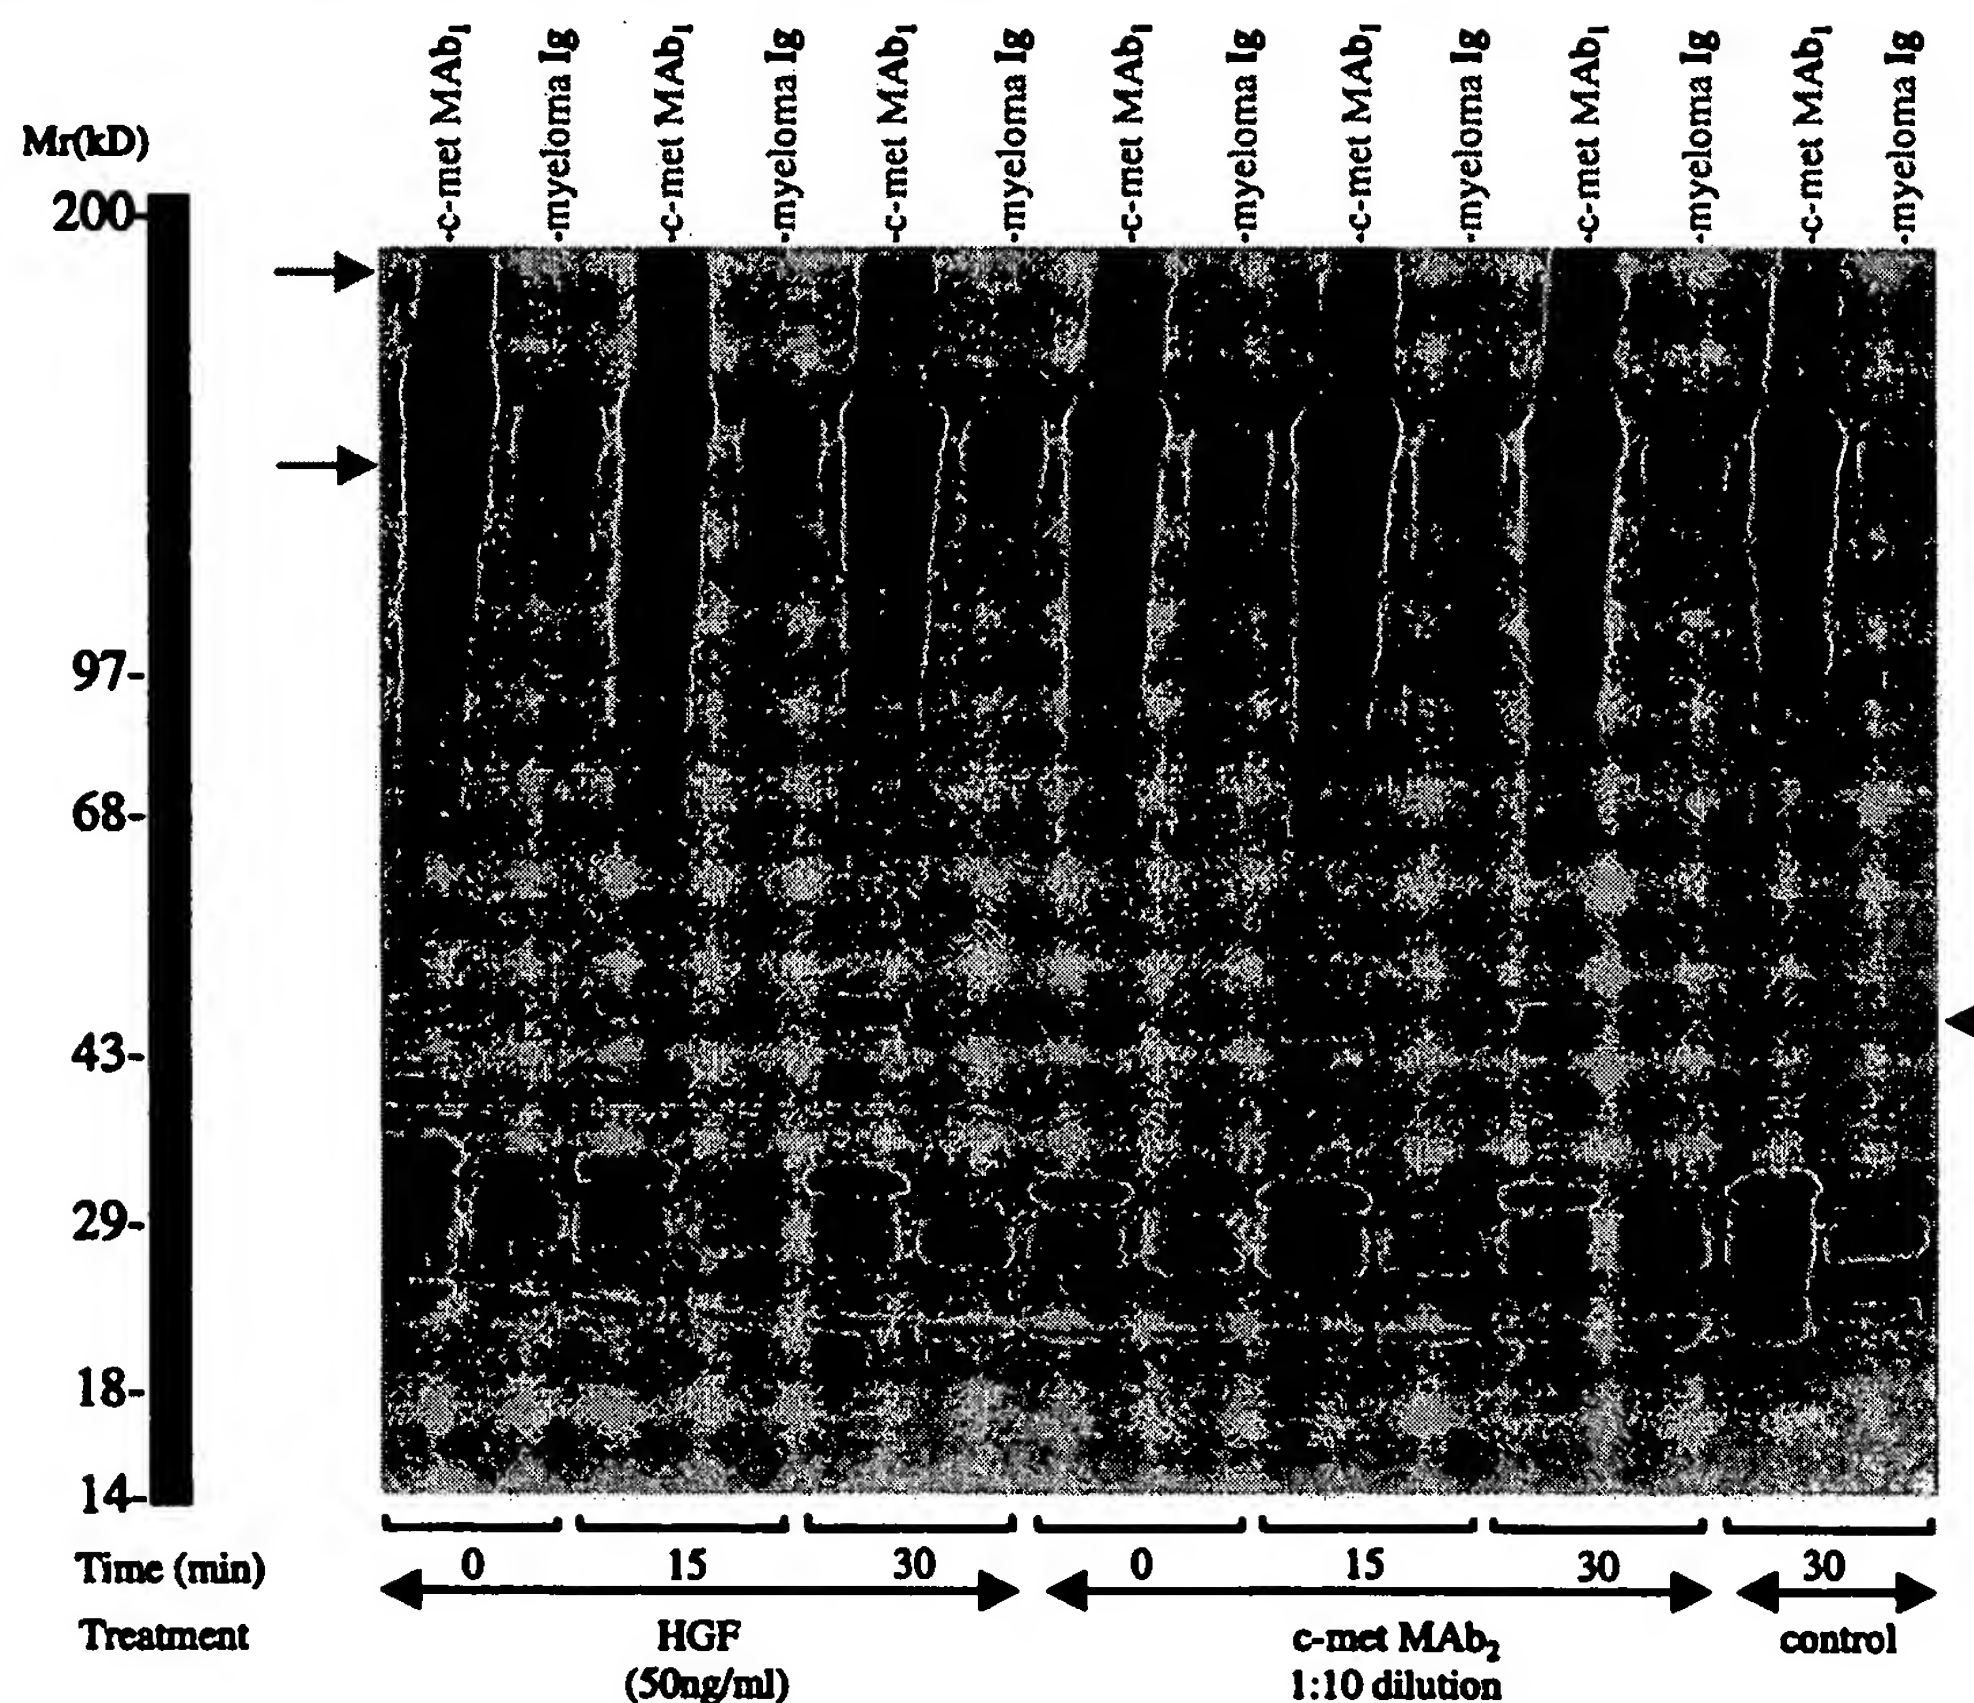 -c-met MAb1
-myeloma Ig
-c-met MAb1
-myeloma Ig
-c-met MAb1
-myeloma Ig
-c-met MAb1
-myeloma Ig
-c-met MAb1
-myeloma Ig
-c-met MAb1
-myeloma Ig
-c-met MAb1
-myeloma Ig
Mr(kD)
200-
97-
68-
43-
29-
18-
14-
Time (min) 0 15 30 0 15 30 30
Treatment HGF c-met MAb2 control
(50ng/ml) 1:10 dilution